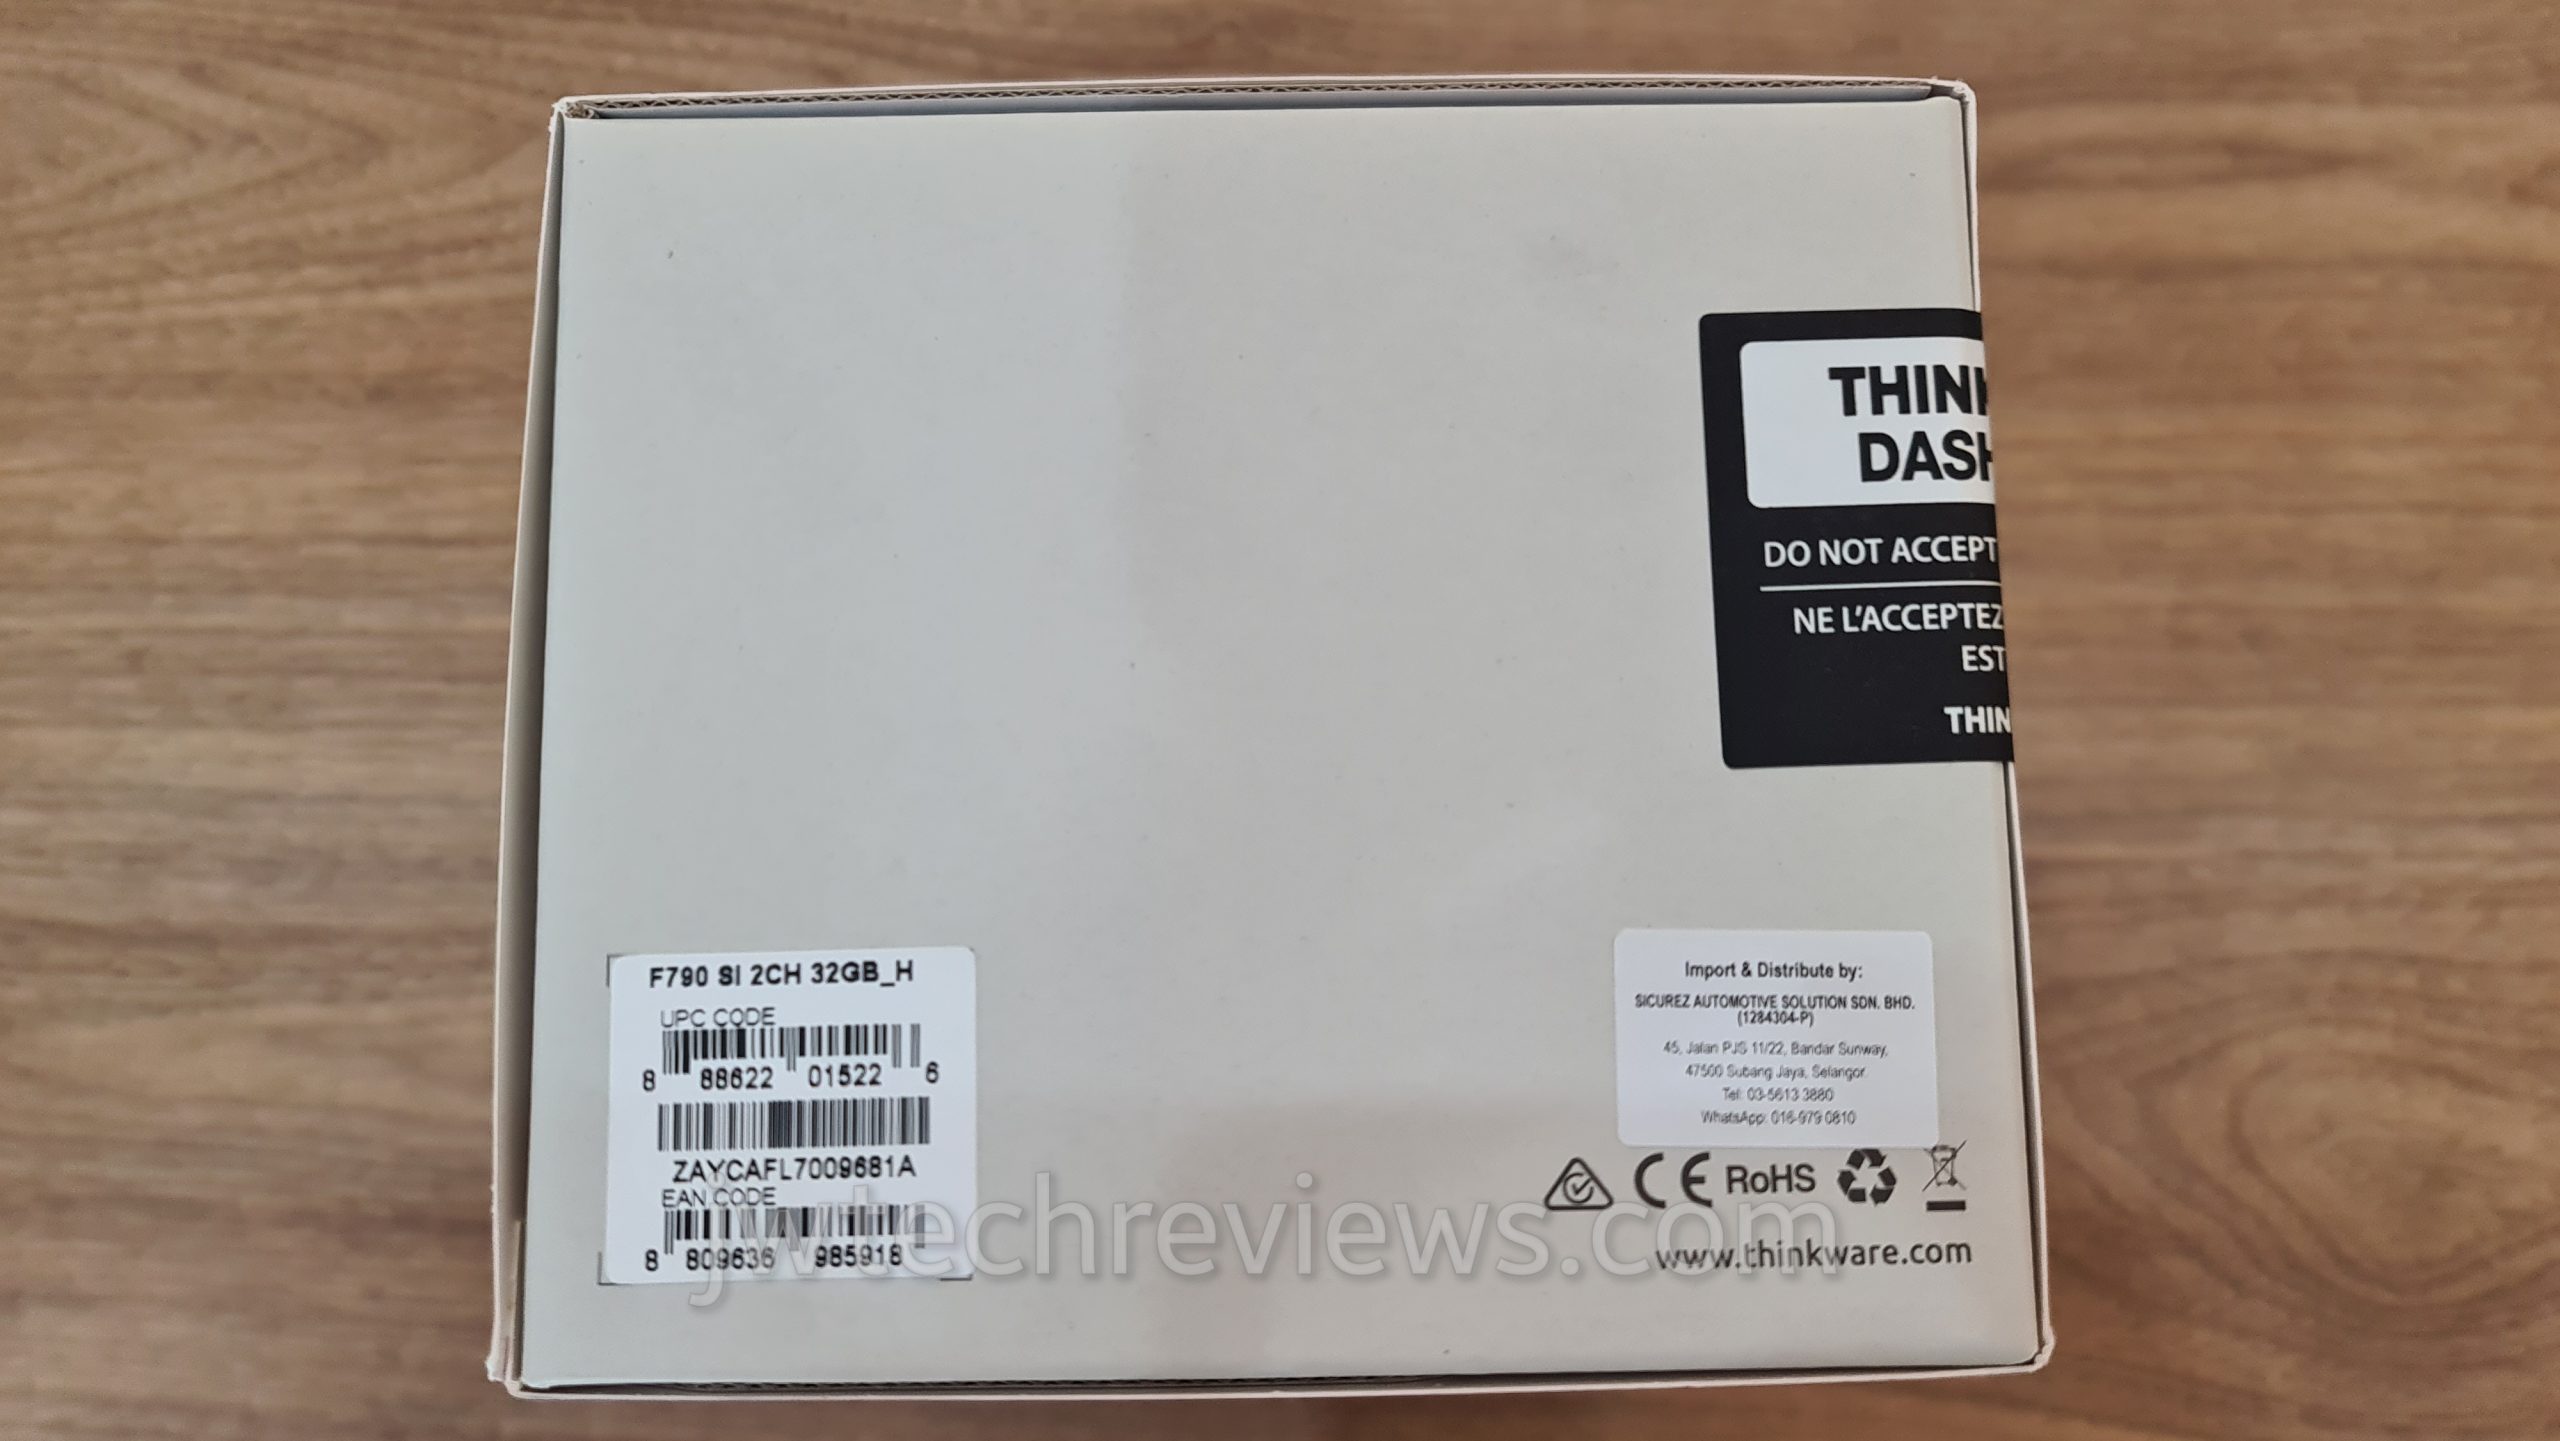 THINK
DASH
DO NOT ACCEPT
NE L'ACCEPTEZ
EST
THIN
F790 SI 2CH 32GB_H
UPC CODE
8 88622 01522 6
ZAYCAFL7009681A
EAN CODE
8 809636 985918
Import & Distribute by:
SICUREZ AUTOMOTIVE SOLUTION SDN. BHD.
(1284304-P)
45, Jalan PJS 11/22, Bandar Sunway,
47500 Subang Jaya, Selangor
Tel: 03-5613 3880
WhatsApp: 016-979 0810
CE RoHS
www.thinkware.com
jwtechreviews.com